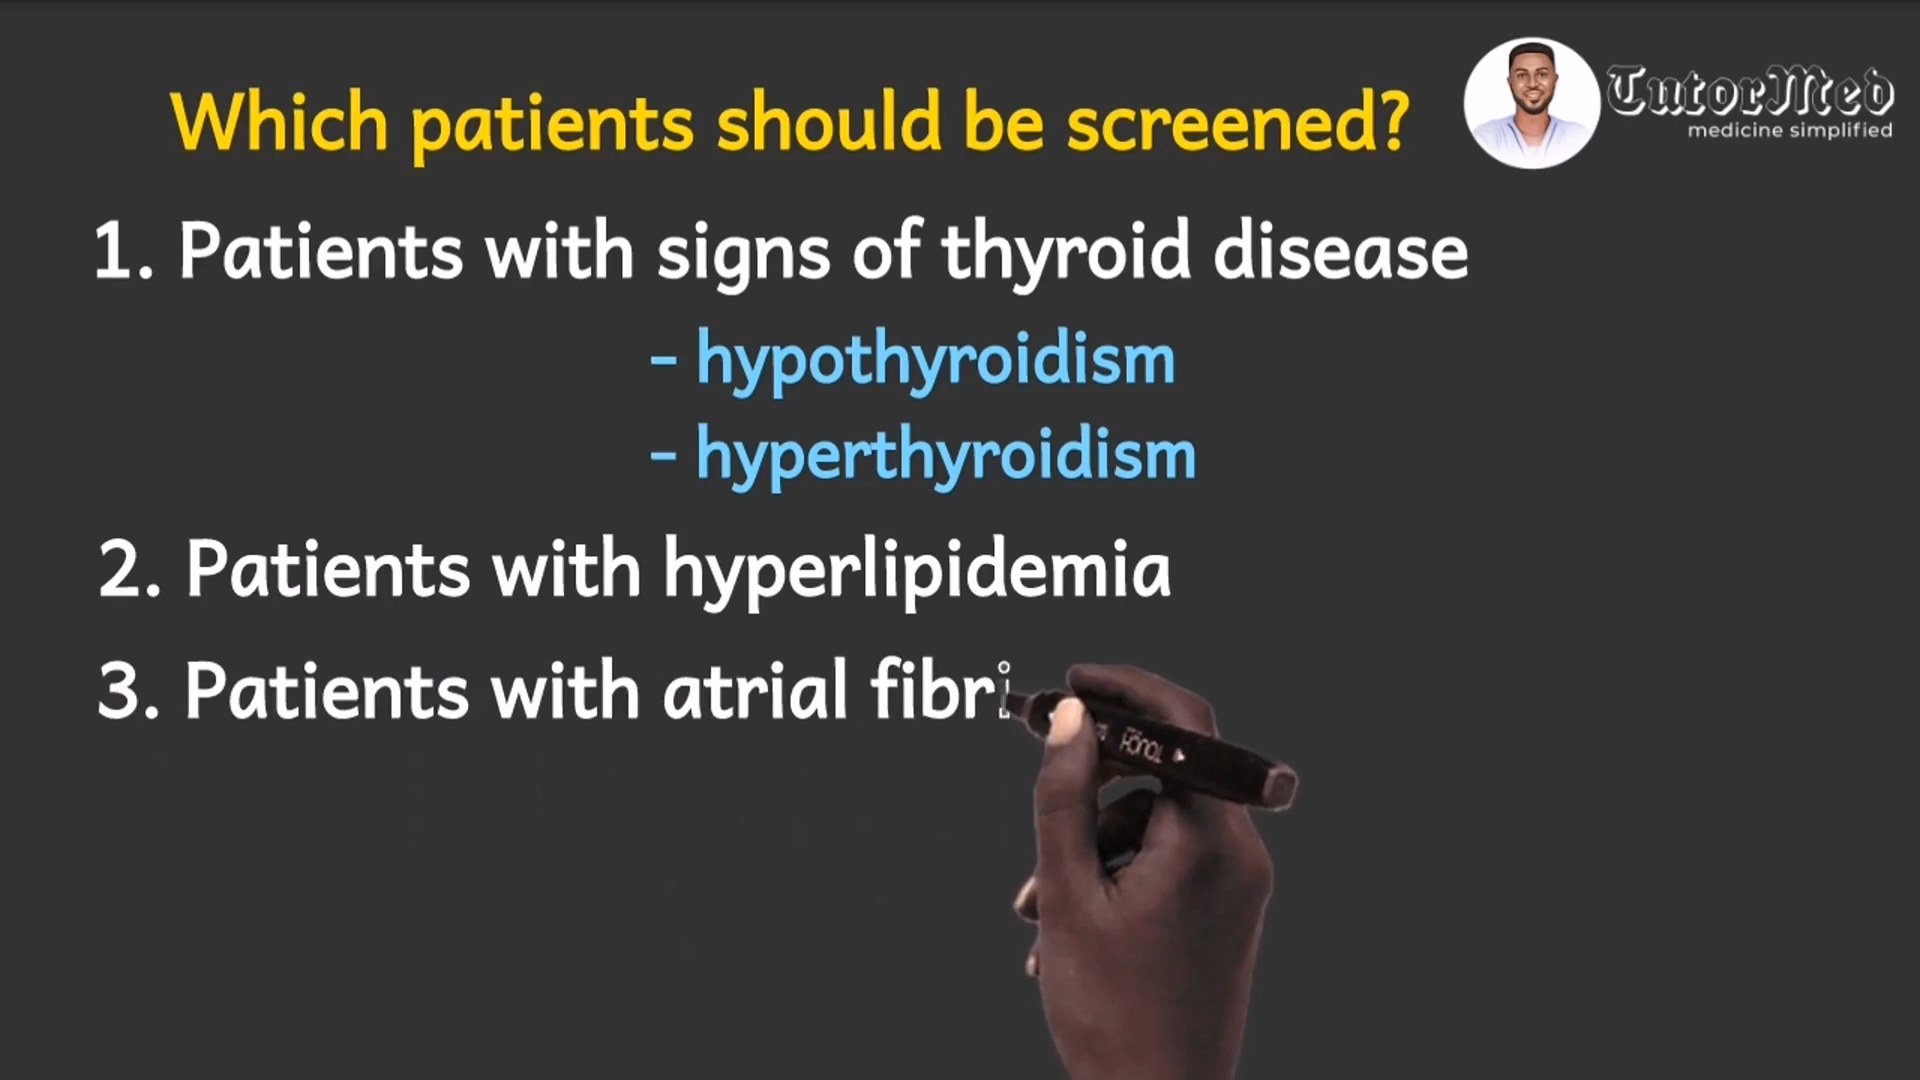 Which patients should be screened?
TutorMed
medicine simplified
1. Patients with signs of thyroid disease
- hypothyroidism
- hyperthyroidism
2. Patients with hyperlipidemia
3. Patients with atrial fibri
TOUCH